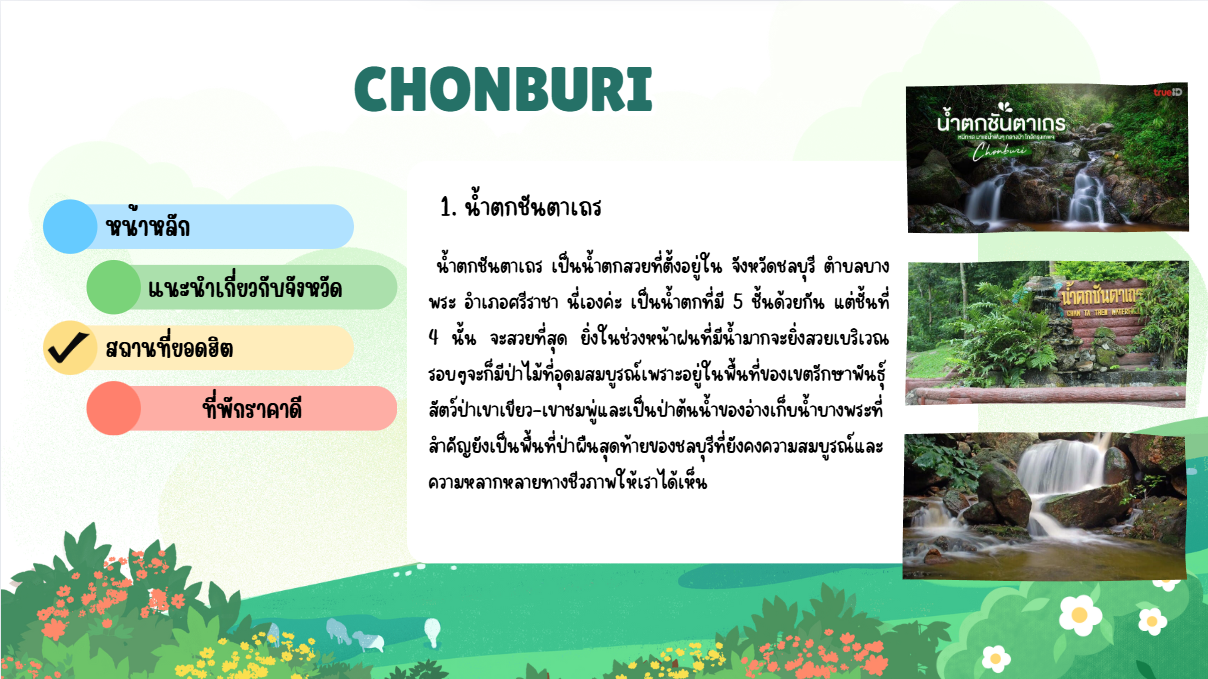 CHONBURI
หน้าหลัก
แนะนำเกี่ยวกับจังหวัด
สถานที่ยอดฮิต
ที่พักราคาดี
1. น้ำตกชันตาเถร
น้ำตกชันตาเถร เป็นน้ำตกสวยที่ตั้งอยู่ใน จังหวัดชลบุรี ตำบลบาง
พระ อำเภอศรีราชา นี่เองค่ะ เป็นน้ำตกที่มี 5 ชั้นด้วยกัน แต่ชั้นที่
4 นั้น จะสวยที่สุด ยิ่งในช่วงหน้าฝนที่มีน้ำมากจะยิ่งสวยเบริเวณ
รอบๆจะก็มีป่าไม้ที่อุดมสมบูรณ์เพราะอยู่ในพื้นที่ของเขตรักษาพันธุ์
สัตว์ป่าเขาเขียว-เขาชมพู่และเป็นป่าต้นน้ำของอ่างเก็บน้ำบางพระที่
สำคัญยังเป็นพื้นที่ป่าผืนสุดท้ายของชลบุรีที่ยังคงความสมบูรณ์และ
ความหลากหลายทางชีวภาพให้เราได้เห็น
trueID
น้ำตกชันตาเถร
Chonburi
น้ำตกชันตาเถร
CHAN TA THEN WATERFALL